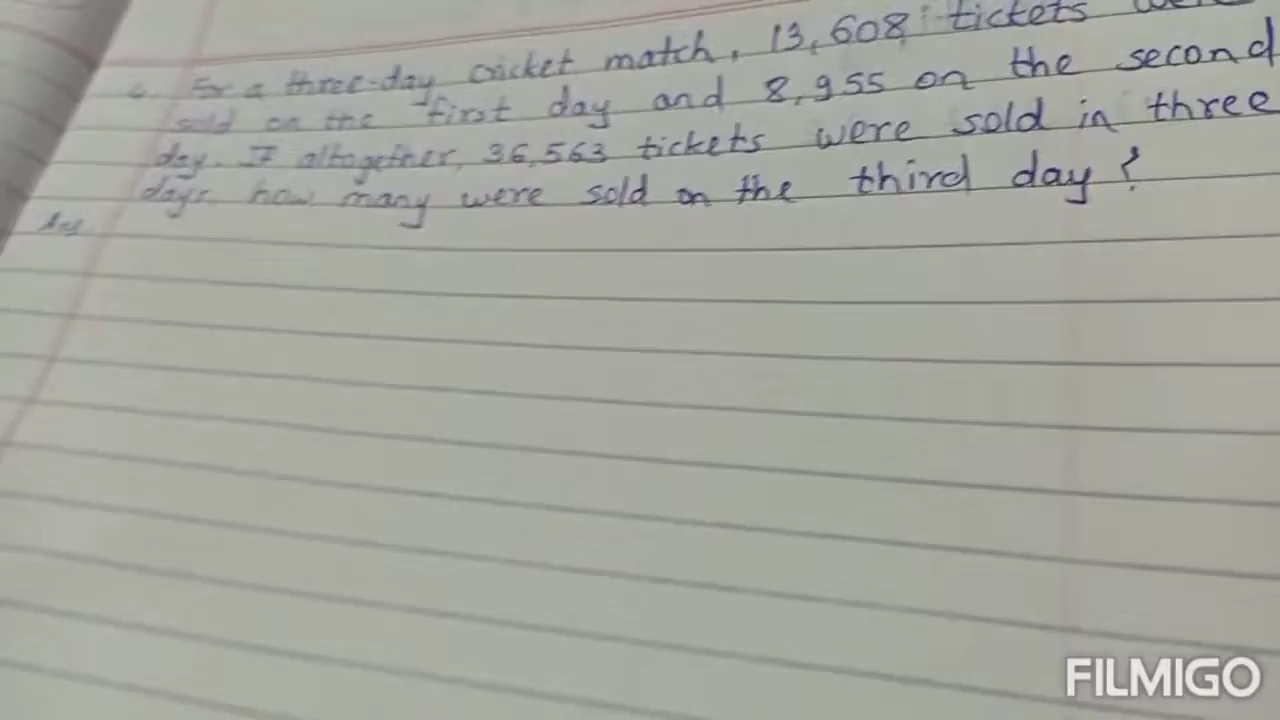 For a three-day cricket match, 13,608 tickets were
sold on the first day and 8,955 on the second
day. If altogether, 36,563 tickets were sold in three
days, how many were sold on the third day?
Ans
FILMIGO